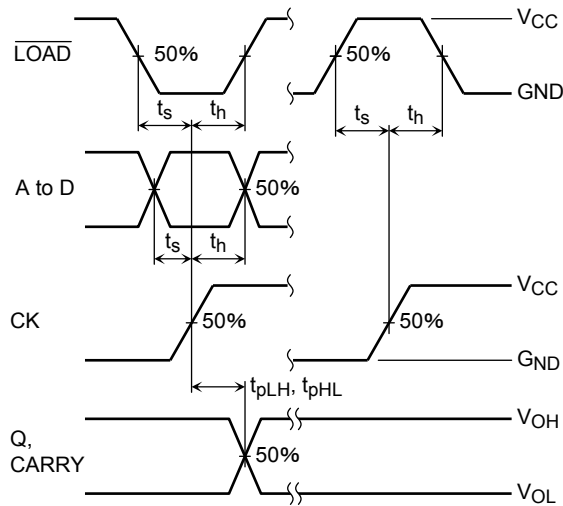 V_CC
LOAD
50%
50%
GND
t_s
t_h
t_s
t_h
A to D
50%
t_s
t_h
V_CC
CK
50%
50%
G_ND
t_pLH, t_pHL
V_OH
Q,
CARRY
50%
V_OL